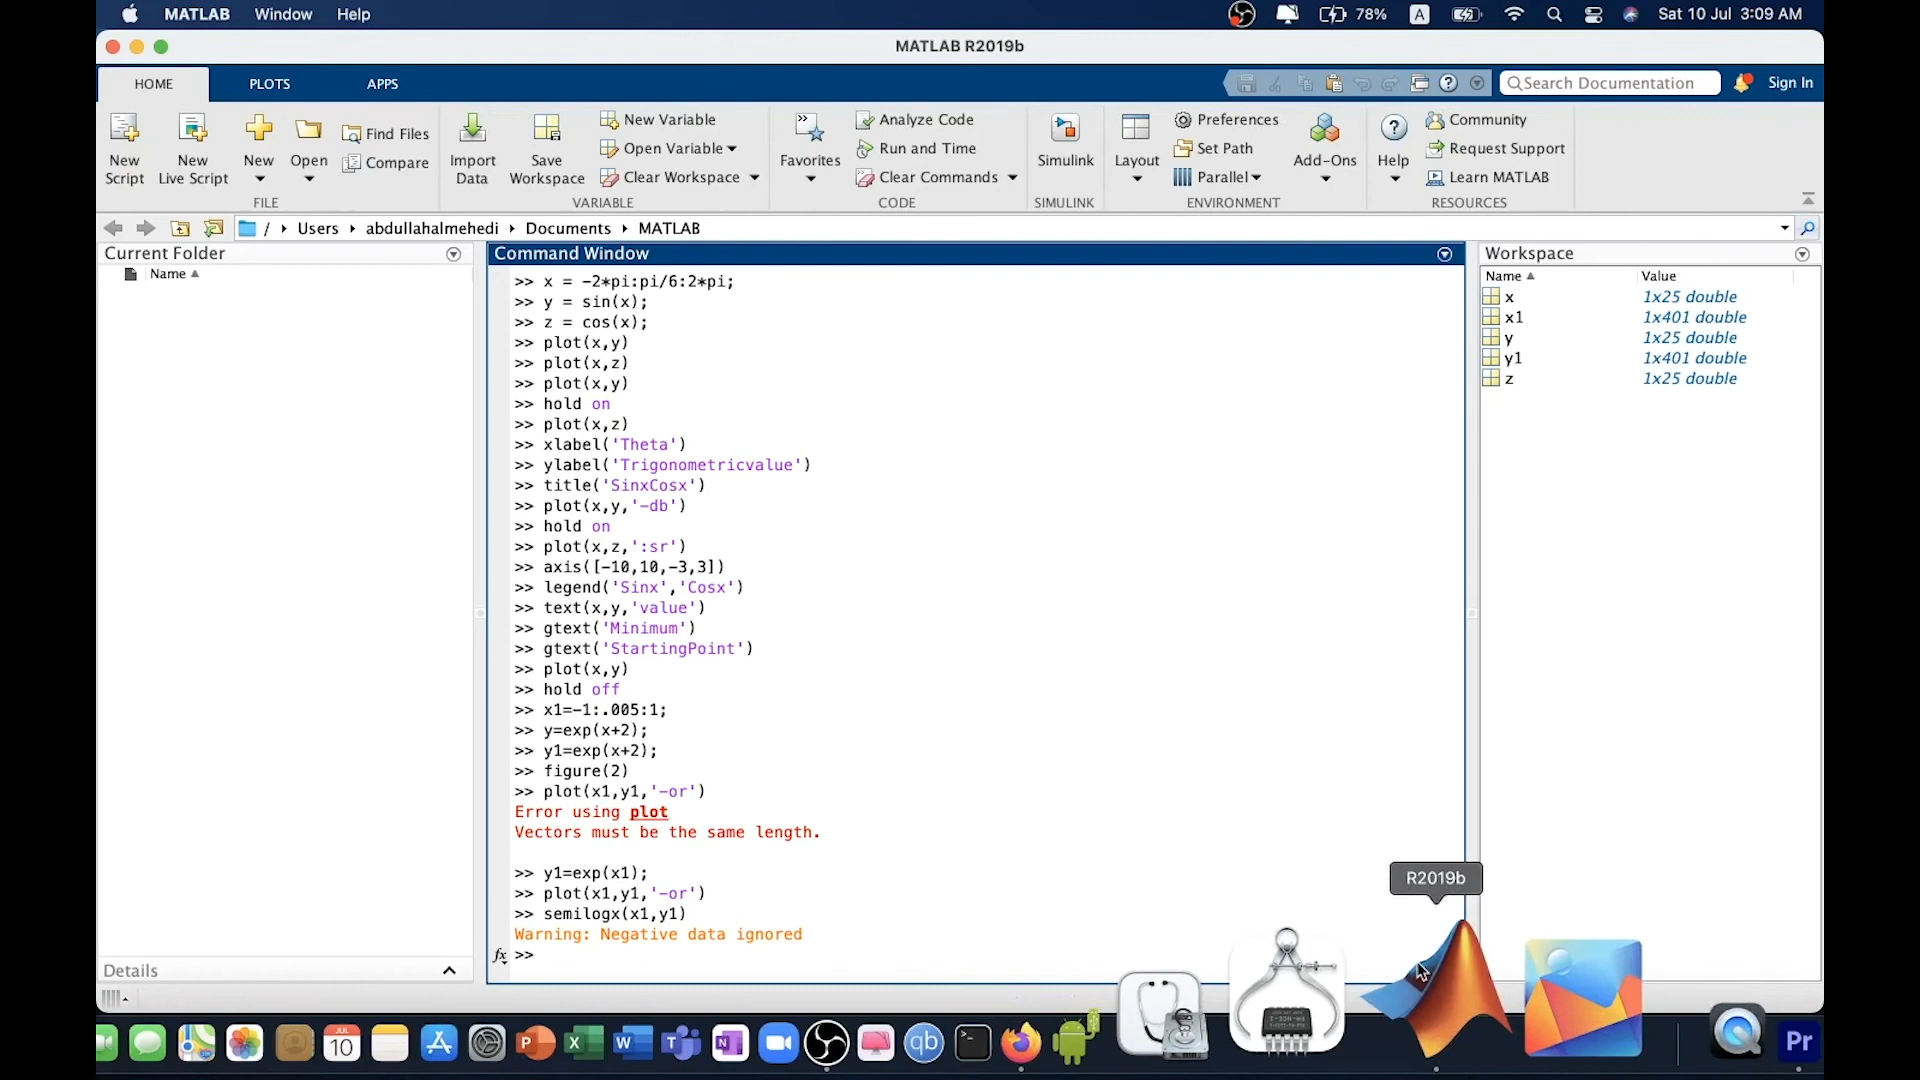 MATLAB Window Help 78% A Sat 10 Jul 3:09 AM
MATLAB R2019b
HOME PLOTS APPS Search Documentation Sign In
New Script
New Live Script
New
Open
Find Files
Compare
FILE
Import Data
Save Workspace
New Variable
Open Variable
Clear Workspace
VARIABLE
Favorites
Analyze Code
Run and Time
Clear Commands
CODE
Simulink
SIMULINK
Layout
Preferences
Set Path
Parallel
Add-Ons
ENVIRONMENT
Help
Community
Request Support
Learn MATLAB
RESOURCES
/ Users abdullahalmehedi Documents MATLAB
Current Folder
Name
Details
Command Window
>> x = -2*pi:pi/6:2*pi;
>> y = sin(x);
>> z = cos(x);
>> plot(x,y)
>> plot(x,z)
>> plot(x,y)
>> hold on
>> plot(x,z)
>> xlabel('Theta')
>> ylabel('Trigonometricvalue')
>> title('SinxCosx')
>> plot(x,y,'-db')
>> hold on
>> plot(x,z,':sr')
>> axis([-10,10,-3,3])
>> legend('Sinx','Cosx')
>> text(x,y,'value')
>> gtext('Minimum')
>> gtext('StartingPoint')
>> plot(x,y)
>> hold off
>> x1=-1:.005:1;
>> y=exp(x+2);
>> y1=exp(x+2);
>> figure(2)
>> plot(x1,y1,'-or')
Error using plot
Vectors must be the same length.
>> y1=exp(x1);
>> plot(x1,y1,'-or')
>> semilogx(x1,y1)
Warning: Negative data ignored
fx >>
Workspace
Name Value
x 1x25 double
x1 1x401 double
y 1x25 double
y1 1x401 double
z 1x25 double
R2019b
JUL
10
P
X
W
T
N
qb
Pr